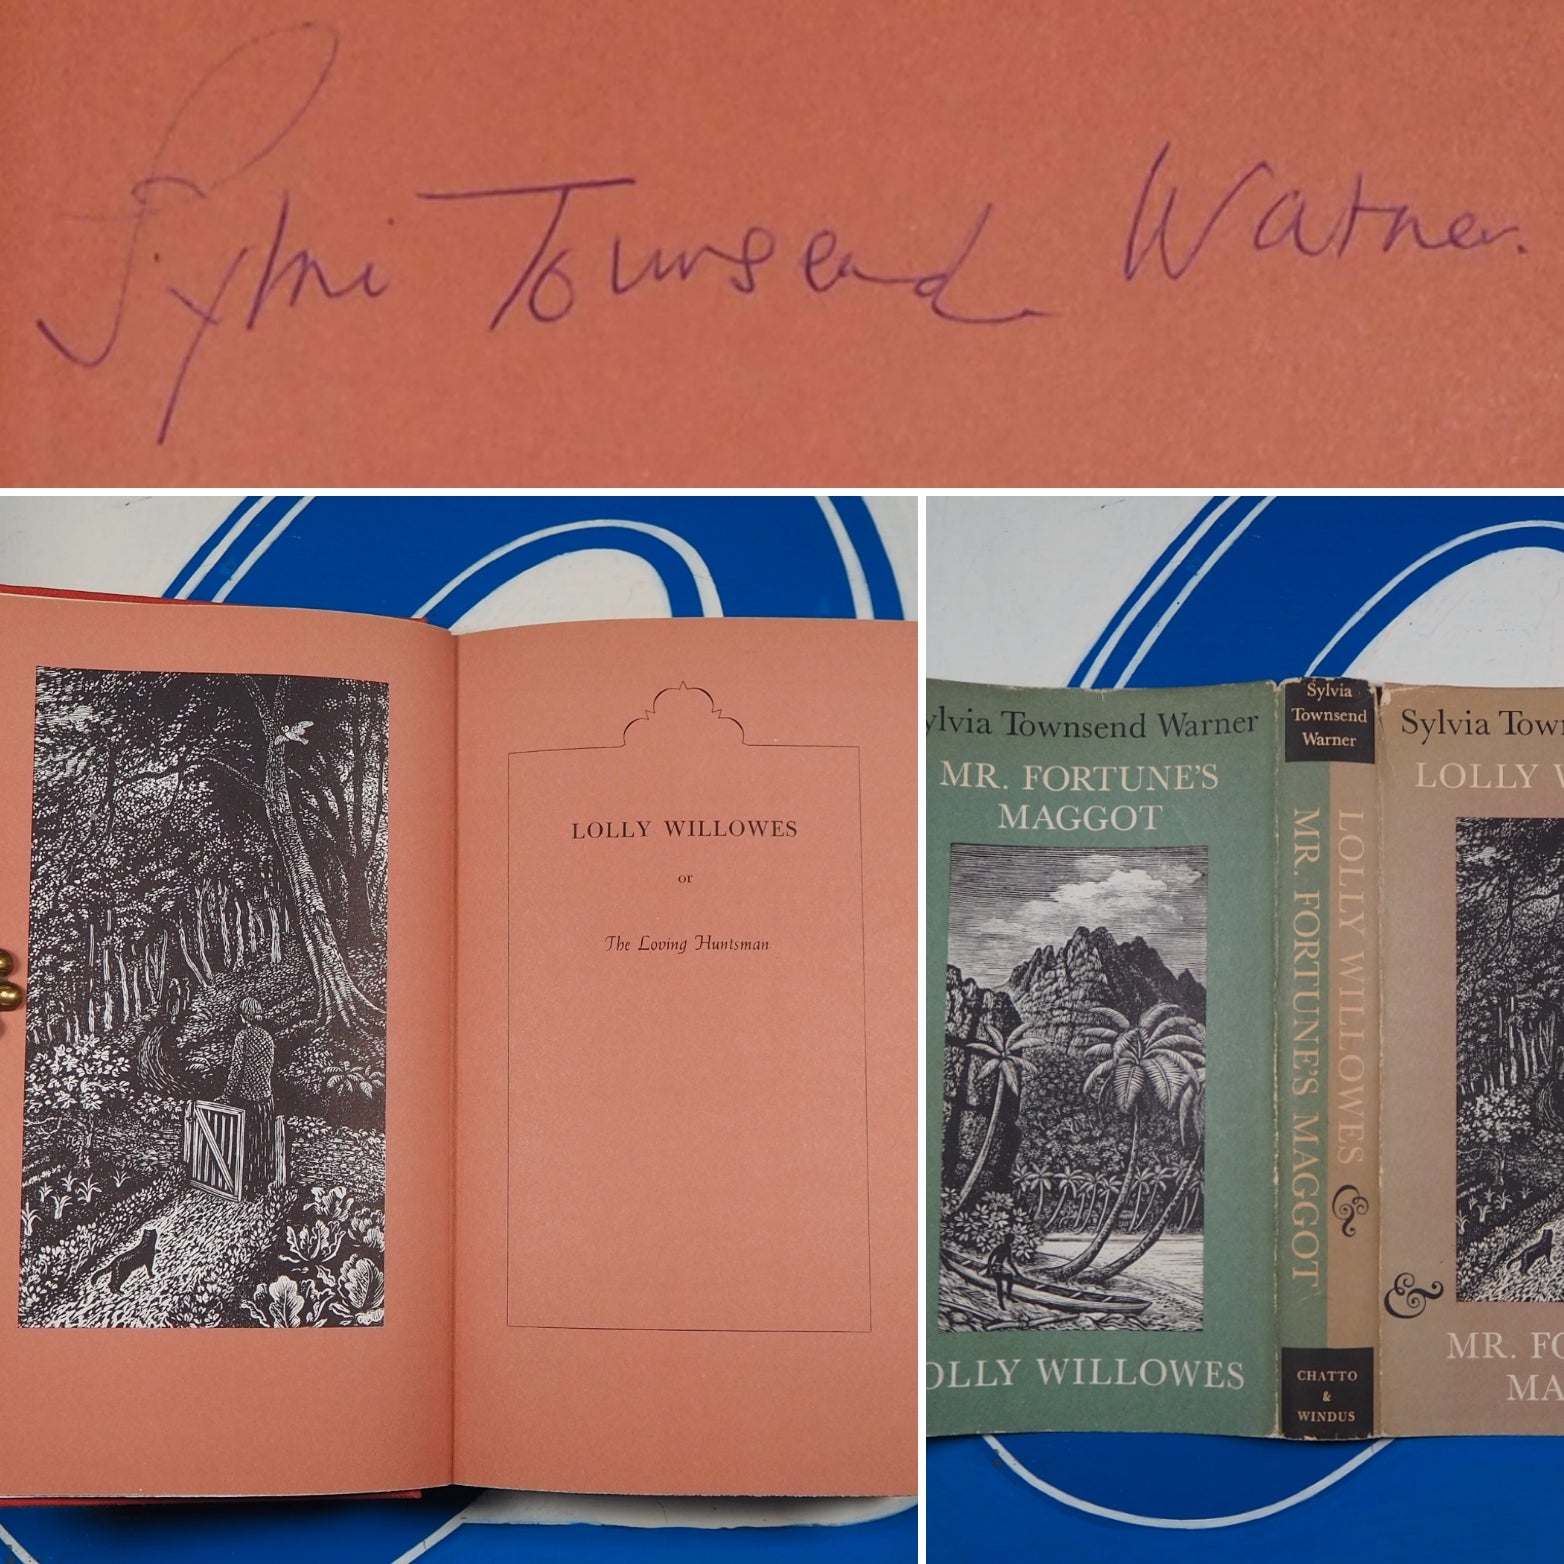 Sylvia Townsend Warner.
LOLLY WILLOWES
or
The Loving Huntsman
ylvia Townsend Warner
MR. FORTUNE'S
MAGGOT
OLLY WILLOWES
Sylvia
Townsend
Warner
LOLLY WILLOWES &
MR. FORTUNE'S MAGGOT
CHATTO
&
WINDUS
Sylvia Town
LOLLY W
&
MR. FO
MA